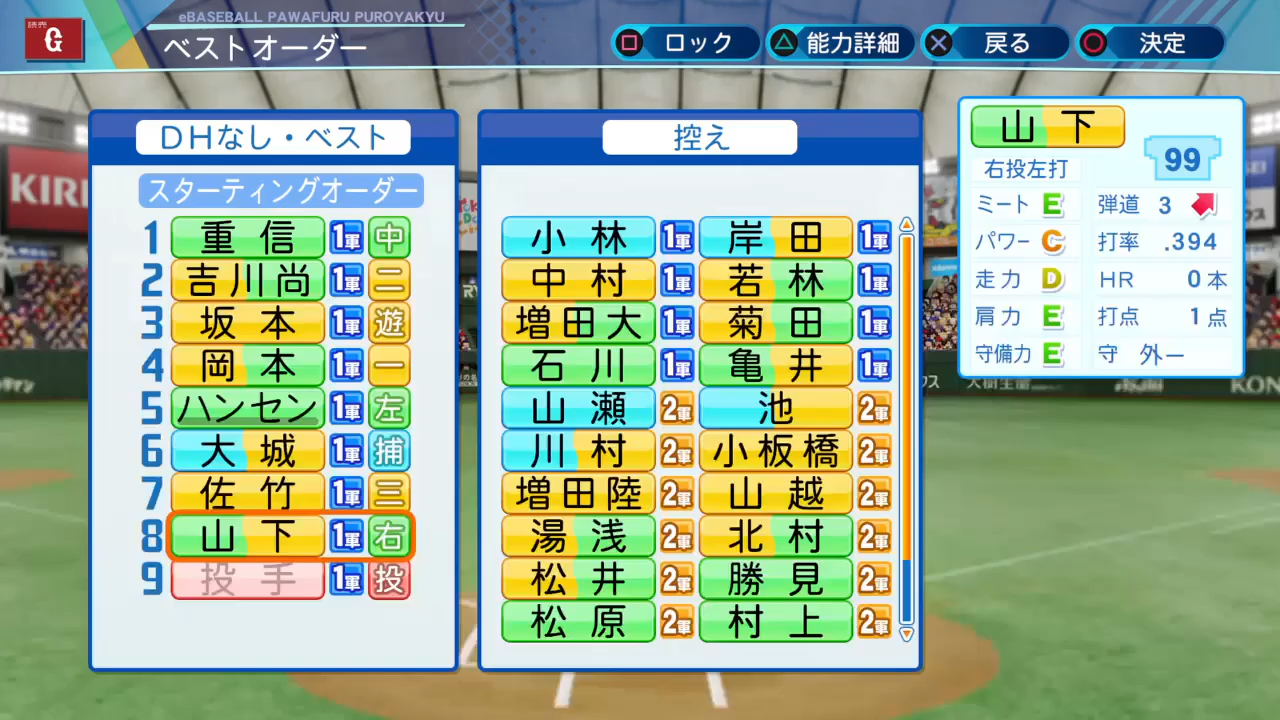 読売
G
eBASEBALL PAWAFURU PUROYAKYU
ベストオーダー
ロック
能力詳細
戻る
決定
DHなし・ベスト
スターティングオーダー
1 重信 1軍 中
2 吉川尚 1軍 二
3 坂本 1軍 遊
4 岡本 1軍 一
5 ハンセン 1軍 左
6 大城 1軍 捕
7 佐竹 1軍 三
8 山下 1軍 右
9 投手 1軍 投
控え
小林 1軍 岸田 1軍
中村 1軍 若林 1軍
増田大 1軍 菊田 1軍
石川 1軍 亀井 1軍
山瀬 2軍 池 2軍
川村 2軍 小板橋 2軍
増田陸 2軍 山越 2軍
湯浅 2軍 北村 2軍
松井 2軍 勝見 2軍
松原 2軍 村上 2軍
山下
右投左打
99
ミート E 弾道 3
パワー C 打率 .394
走力 D HR 0本
肩力 E 打点 1点
守備力 E 守 外一
KIRI
KON